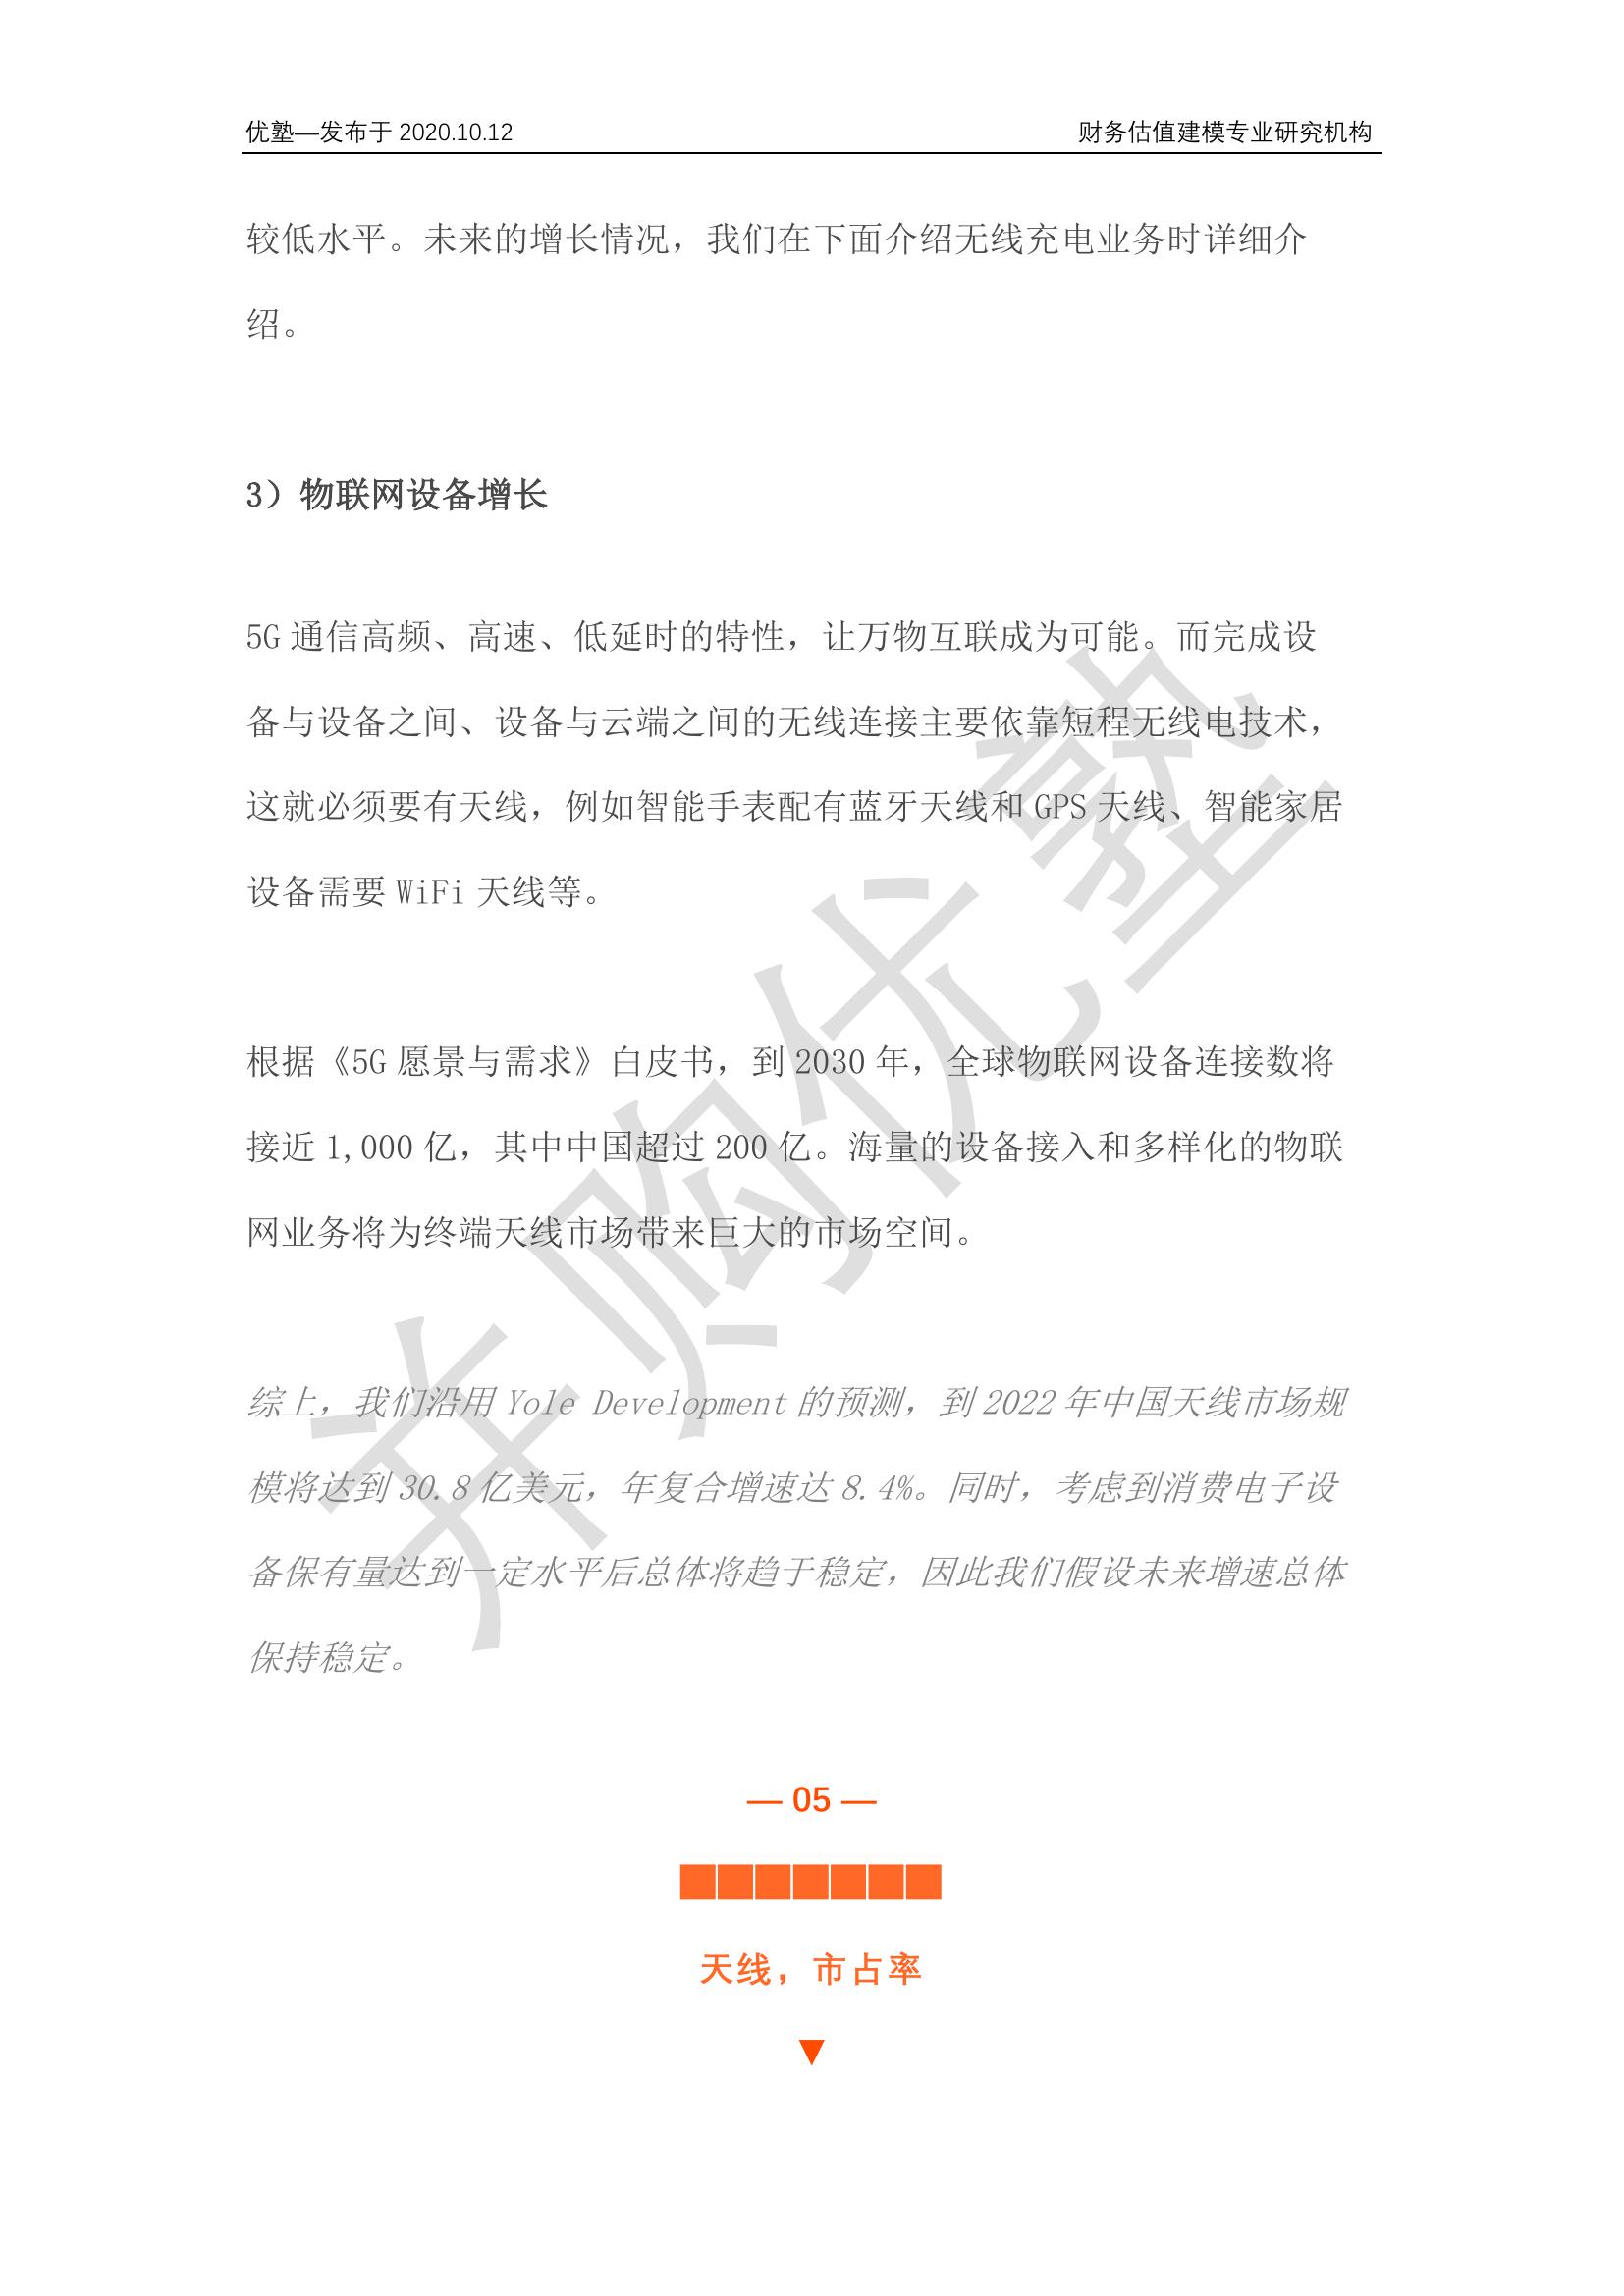 优塾—发布于 2020.10.12 财务估值建模专业研究机构
较低水平。未来的增长情况，我们在下面介绍无线充电业务时详细介
绍。
3）物联网设备增长
5G 通信高频、高速、低延时的特性，让万物互联成为可能。而完成设
备与设备之间、设备与云端之间的无线连接主要依靠短程无线电技术，
这就必须要有天线，例如智能手表配有蓝牙天线和 GPS 天线、智能家居
设备需要 WiFi 天线等。
根据《5G 愿景与需求》白皮书，到 2030 年，全球物联网设备连接数将
接近 1,000 亿，其中中国超过 200 亿。海量的设备接入和多样化的物联
网业务将为终端天线市场带来巨大的市场空间。
综上，我们沿用 Yole Development 的预测，到 2022 年中国天线市场规
模将达到 30.8 亿美元，年复合增速达 8.4%。同时，考虑到消费电子设
备保有量达到一定水平后总体将趋于稳定，因此我们假设未来增速总体
保持稳定。
— 05 —
天线，市占率
▼
并购优塾